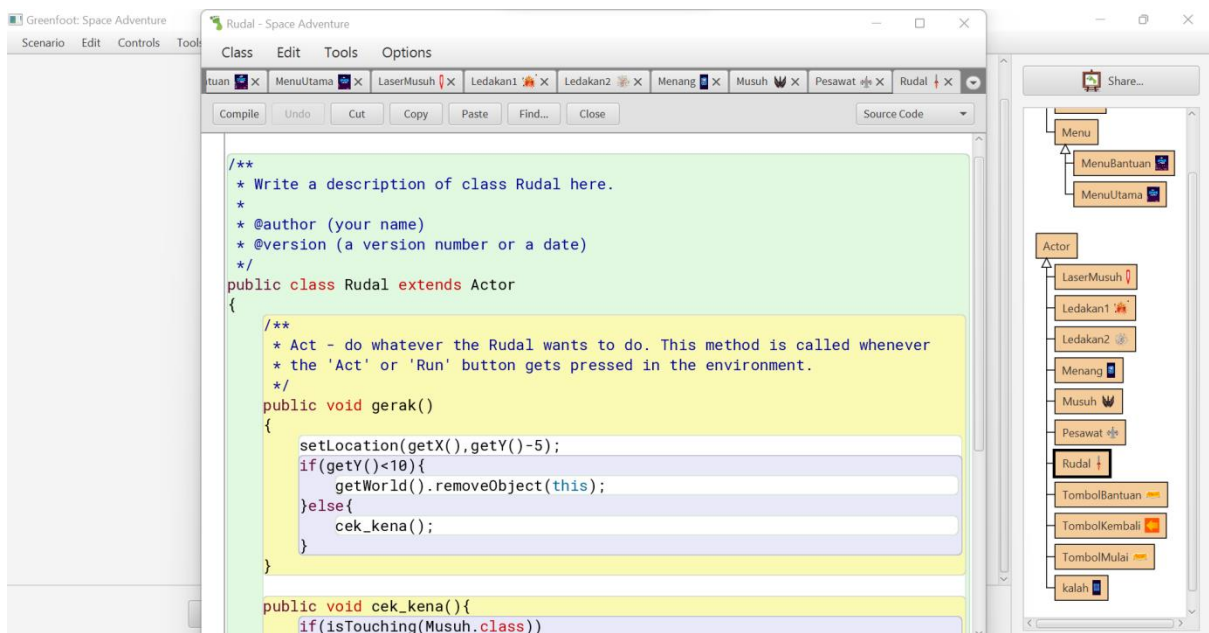 Greenfoot: Space Adventure
Scenario Edit Controls Tools
Rudal - Space Adventure
Class Edit Tools Options
tuan MenuUtama LaserMusuh Ledakan1 Ledakan2 Menang Musuh Pesawat Rudal
Compile Undo Cut Copy Paste Find... Close Source Code
/**
 * Write a description of class Rudal here.
 *
 * @author (your name)
 * @version (a version number or a date)
 */
public class Rudal extends Actor
{
    /**
     * Act - do whatever the Rudal wants to do. This method is called whenever
     * the 'Act' or 'Run' button gets pressed in the environment.
     */
    public void gerak()
    {
        setLocation(getX(),getY()-5);
        if(getY()<10){
            getWorld().removeObject(this);
        }else{
            cek_kena();
        }
    }
    public void cek_kena(){
        if(isTouching(Musuh.class))
Share...
Menu
MenuBantuan
MenuUtama
Actor
LaserMusuh
Ledakan1
Ledakan2
Menang
Musuh
Pesawat
Rudal
TombolBantuan
TombolKembali
TombolMulai
kalah